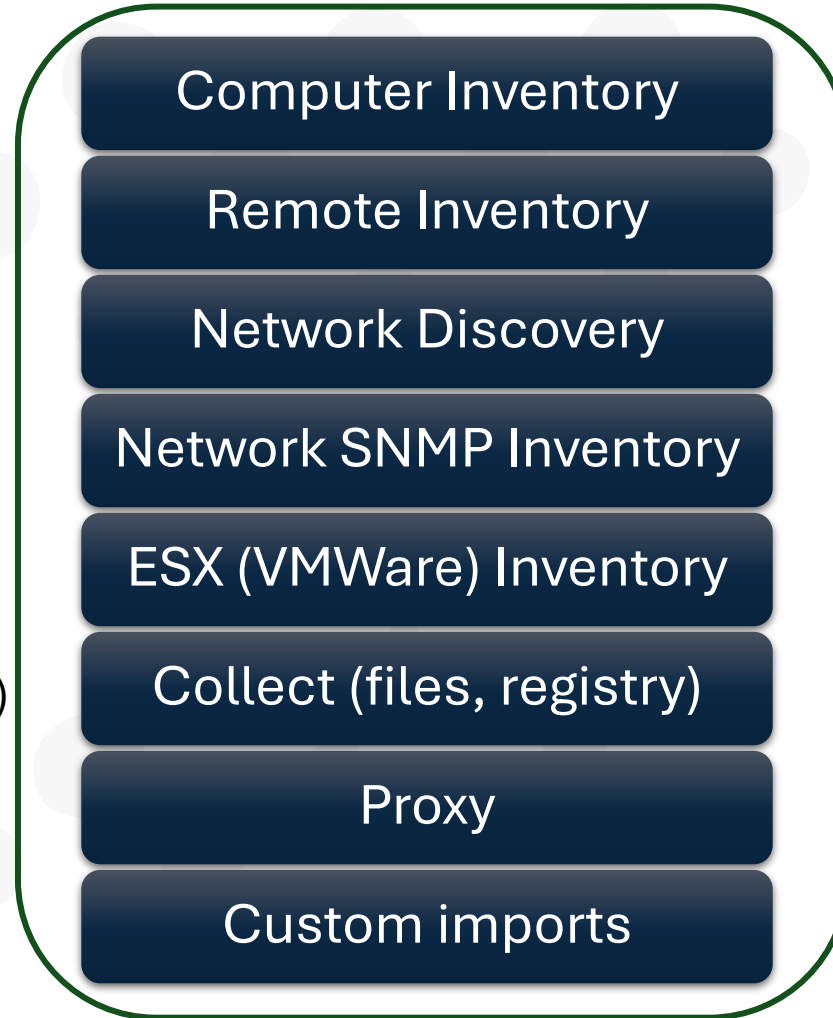 Computer Inventory
Remote Inventory
Network Discovery
Network SNMP Inventory
ESX (VMWare) Inventory
)
Collect (files, registry)
Proxy
Custom imports